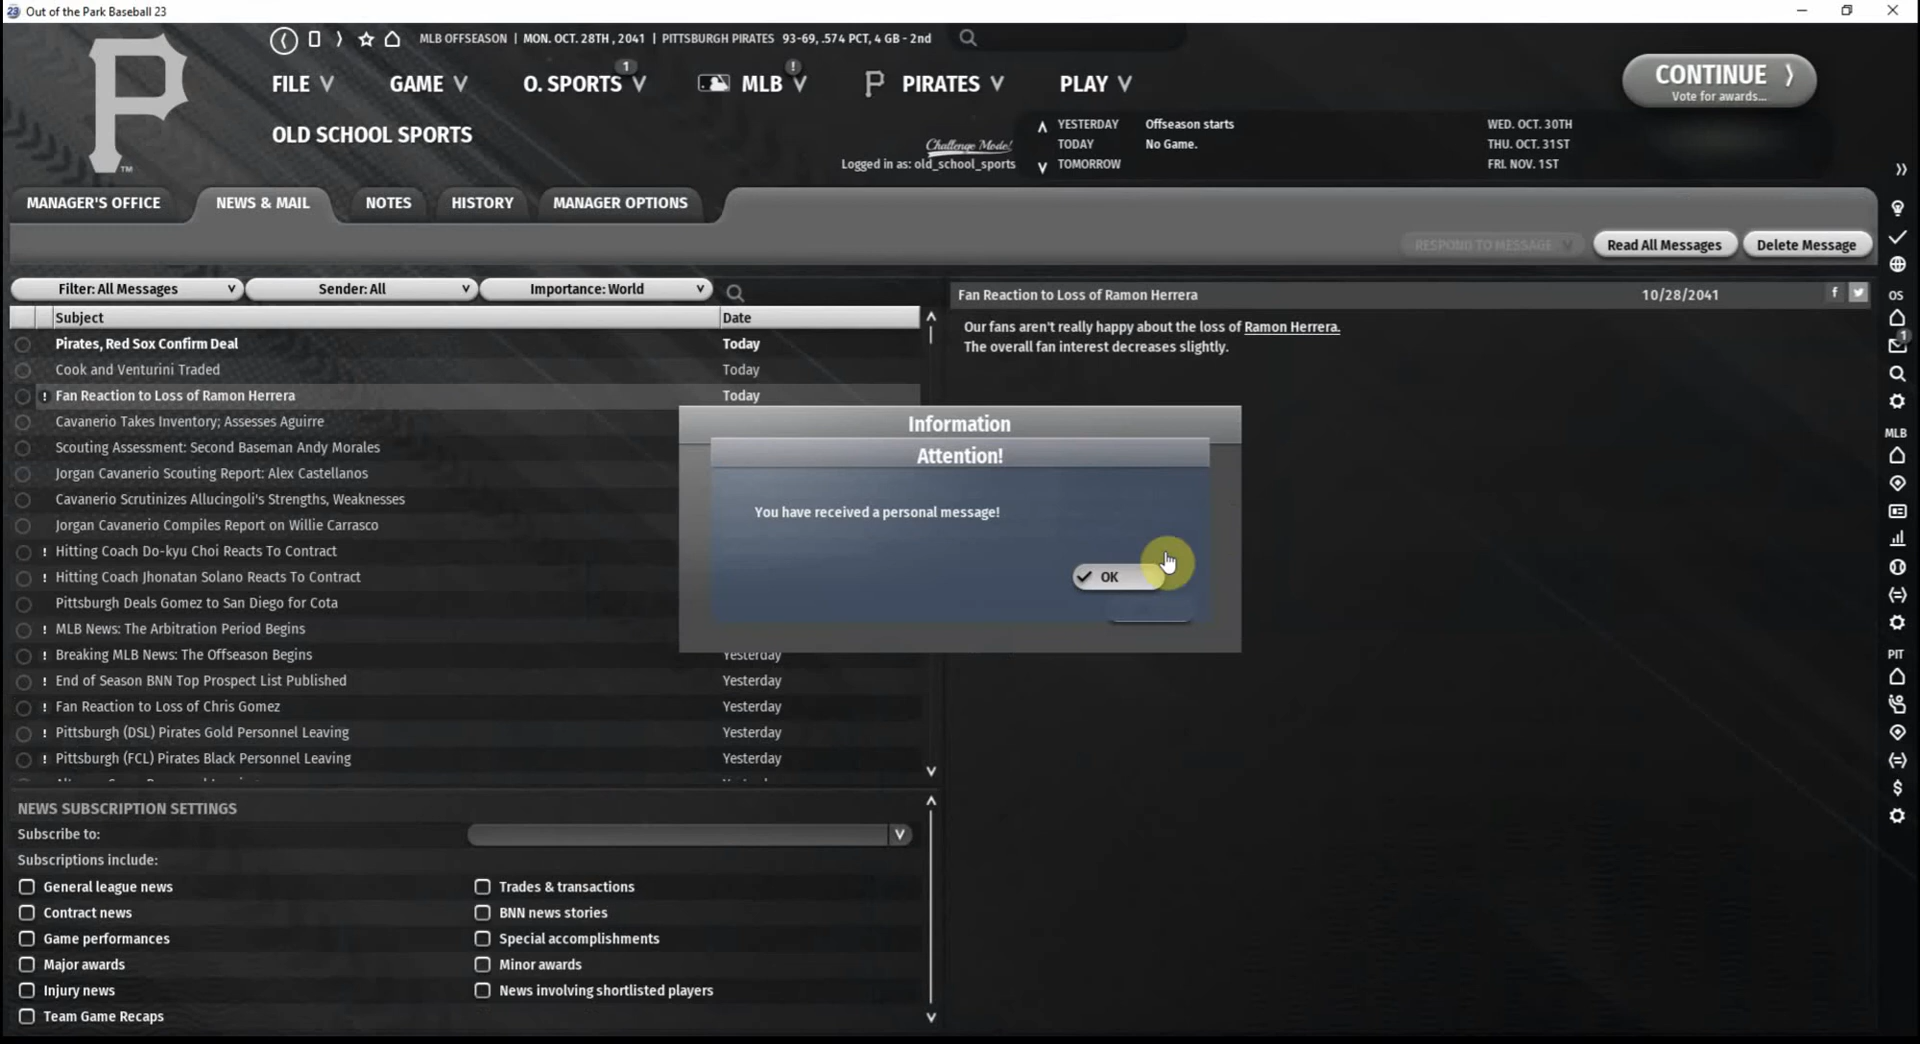 23 Out of the Park Baseball 23
MLB OFFSEASON | MON. OCT. 28TH, 2041 | PITTSBURGH PIRATES 93-69, .574 PCT, 4 GB - 2nd
FILE GAME O. SPORTS 1 MLB ! PIRATES PLAY
CONTINUE
Vote for awards...
P
TM
OLD SCHOOL SPORTS
Challenge Mode!
Logged in as: old_school_sports
YESTERDAY Offseason starts WED. OCT. 30TH
TODAY No Game. THU. OCT. 31ST
TOMORROW FRI. NOV. 1ST
MANAGER'S OFFICE NEWS & MAIL NOTES HISTORY MANAGER OPTIONS
RESPOND TO MESSAGE Read All Messages Delete Message
Filter: All Messages Sender: All Importance: World
Subject Date
Pirates, Red Sox Confirm Deal Today
Cook and Venturini Traded Today
! Fan Reaction to Loss of Ramon Herrera Today
Cavanerio Takes Inventory; Assesses Aguirre
Scouting Assessment: Second Baseman Andy Morales
Jorgan Cavanerio Scouting Report: Alex Castellanos
Cavanerio Scrutinizes Allucingoli's Strengths, Weaknesses
Jorgan Cavanerio Compiles Report on Willie Carrasco
! Hitting Coach Do-kyu Choi Reacts To Contract
! Hitting Coach Jhonatan Solano Reacts To Contract
Pittsburgh Deals Gomez to San Diego for Cota
! MLB News: The Arbitration Period Begins
! Breaking MLB News: The Offseason Begins Yesterday
! End of Season BNN Top Prospect List Published Yesterday
! Fan Reaction to Loss of Chris Gomez Yesterday
! Pittsburgh (DSL) Pirates Gold Personnel Leaving Yesterday
! Pittsburgh (FCL) Pirates Black Personnel Leaving Yesterday
Fan Reaction to Loss of Ramon Herrera 10/28/2041
Our fans aren't really happy about the loss of Ramon Herrera.
The overall fan interest decreases slightly.
Information
Attention!
You have received a personal message!
OK
NEWS SUBSCRIPTION SETTINGS
Subscribe to:
Subscriptions include:
General league news Trades & transactions
Contract news BNN news stories
Game performances Special accomplishments
Major awards Minor awards
Injury news News involving shortlisted players
Team Game Recaps
OS
1
MLB
PIT
$